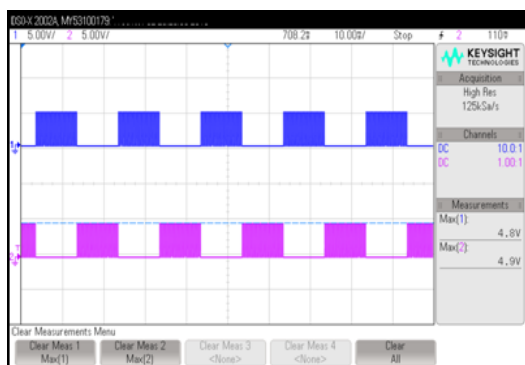 DSO-X 2002A, MY53100179:
1 5.00V/ 2 5.00V/ 708.2 10.00 / Stop 2 110
KEYSIGHT
TECHNOLOGIES
Acquisition
High Res
125kSa/s
Channels
DC 10.0:1
DC 1.00:1
Measurements
Max(1):
4.8V
Max(2):
4.9V
Clear Measurements Menu
Clear Meas 1 Clear Meas 2 Clear Meas 3 Clear Meas 4 Clear
Max(1) Max(2) <None> <None> All